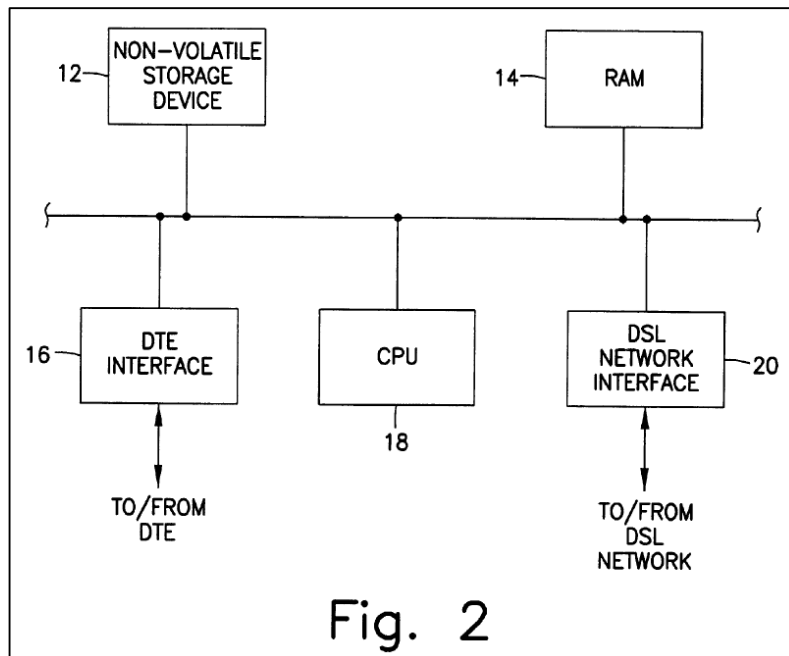 NON-VOLATILE
STORAGE
DEVICE
12
RAM
14
DTE
INTERFACE
16
CPU
18
DSL
NETWORK
INTERFACE
20
TO/FROM
DTE
TO/FROM
DSL
NETWORK
Fig. 2